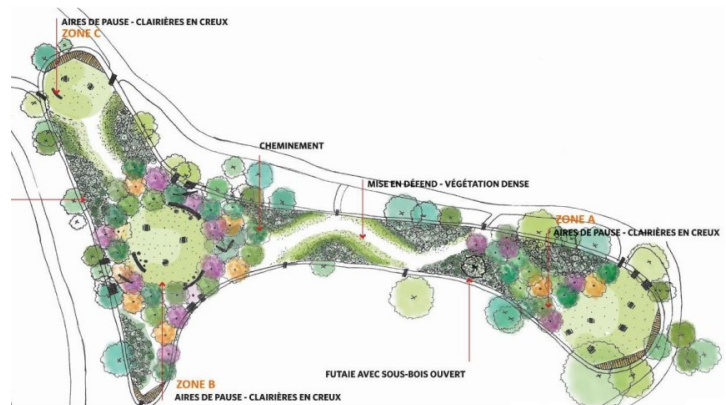 AIRES DE PAUSE - CLAIRIÈRES EN CREUX
ZONE C
CHEMINEMENT
MISE EN DÉFEND - VÉGÉTATION DENSE
ZONE A
AIRES DE PAUSE - CLAIRIÈRES EN CREUX
FUTAIE AVEC SOUS-BOIS OUVERT
ZONE B
AIRES DE PAUSE - CLAIRIÈRES EN CREUX